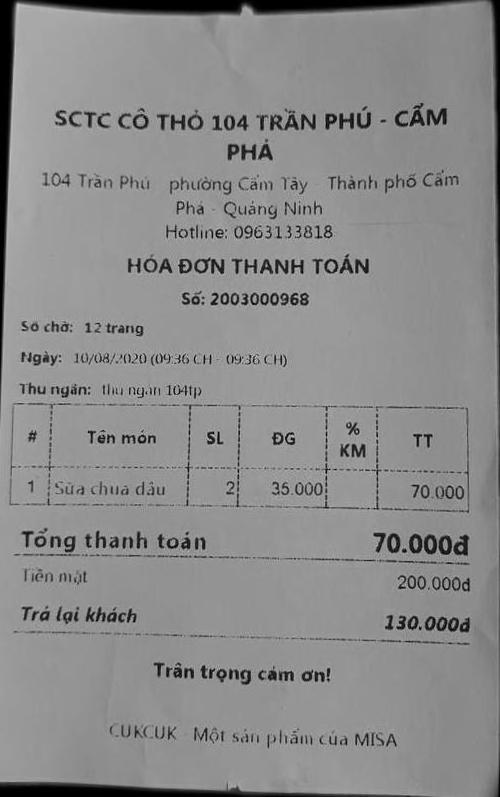 SCTC CÔ THỎ 104 TRẦN PHÚ - CẨM
PHẢ
104 Trần Phú - phường Cẩm Tây - Thành phố Cẩm
Phả - Quảng Ninh
Hotline: 0963133818
HÓA ĐƠN THANH TOÁN
Số: 2003000968
Số chờ: 12 trang
Ngày: 10/08/2020 (09:36 CH - 09:36 CH)
Thu ngân: thu ngan 104tp
# Tên món SL ĐG % KM TT
1 Sữa chua dâu 2 35.000 70.000
Tổng thanh toán 70.000đ
Tiền mặt 200.000đ
Trả lại khách 130.000đ
Trân trọng cảm ơn!
CUKCUK - Một sản phẩm của MISA